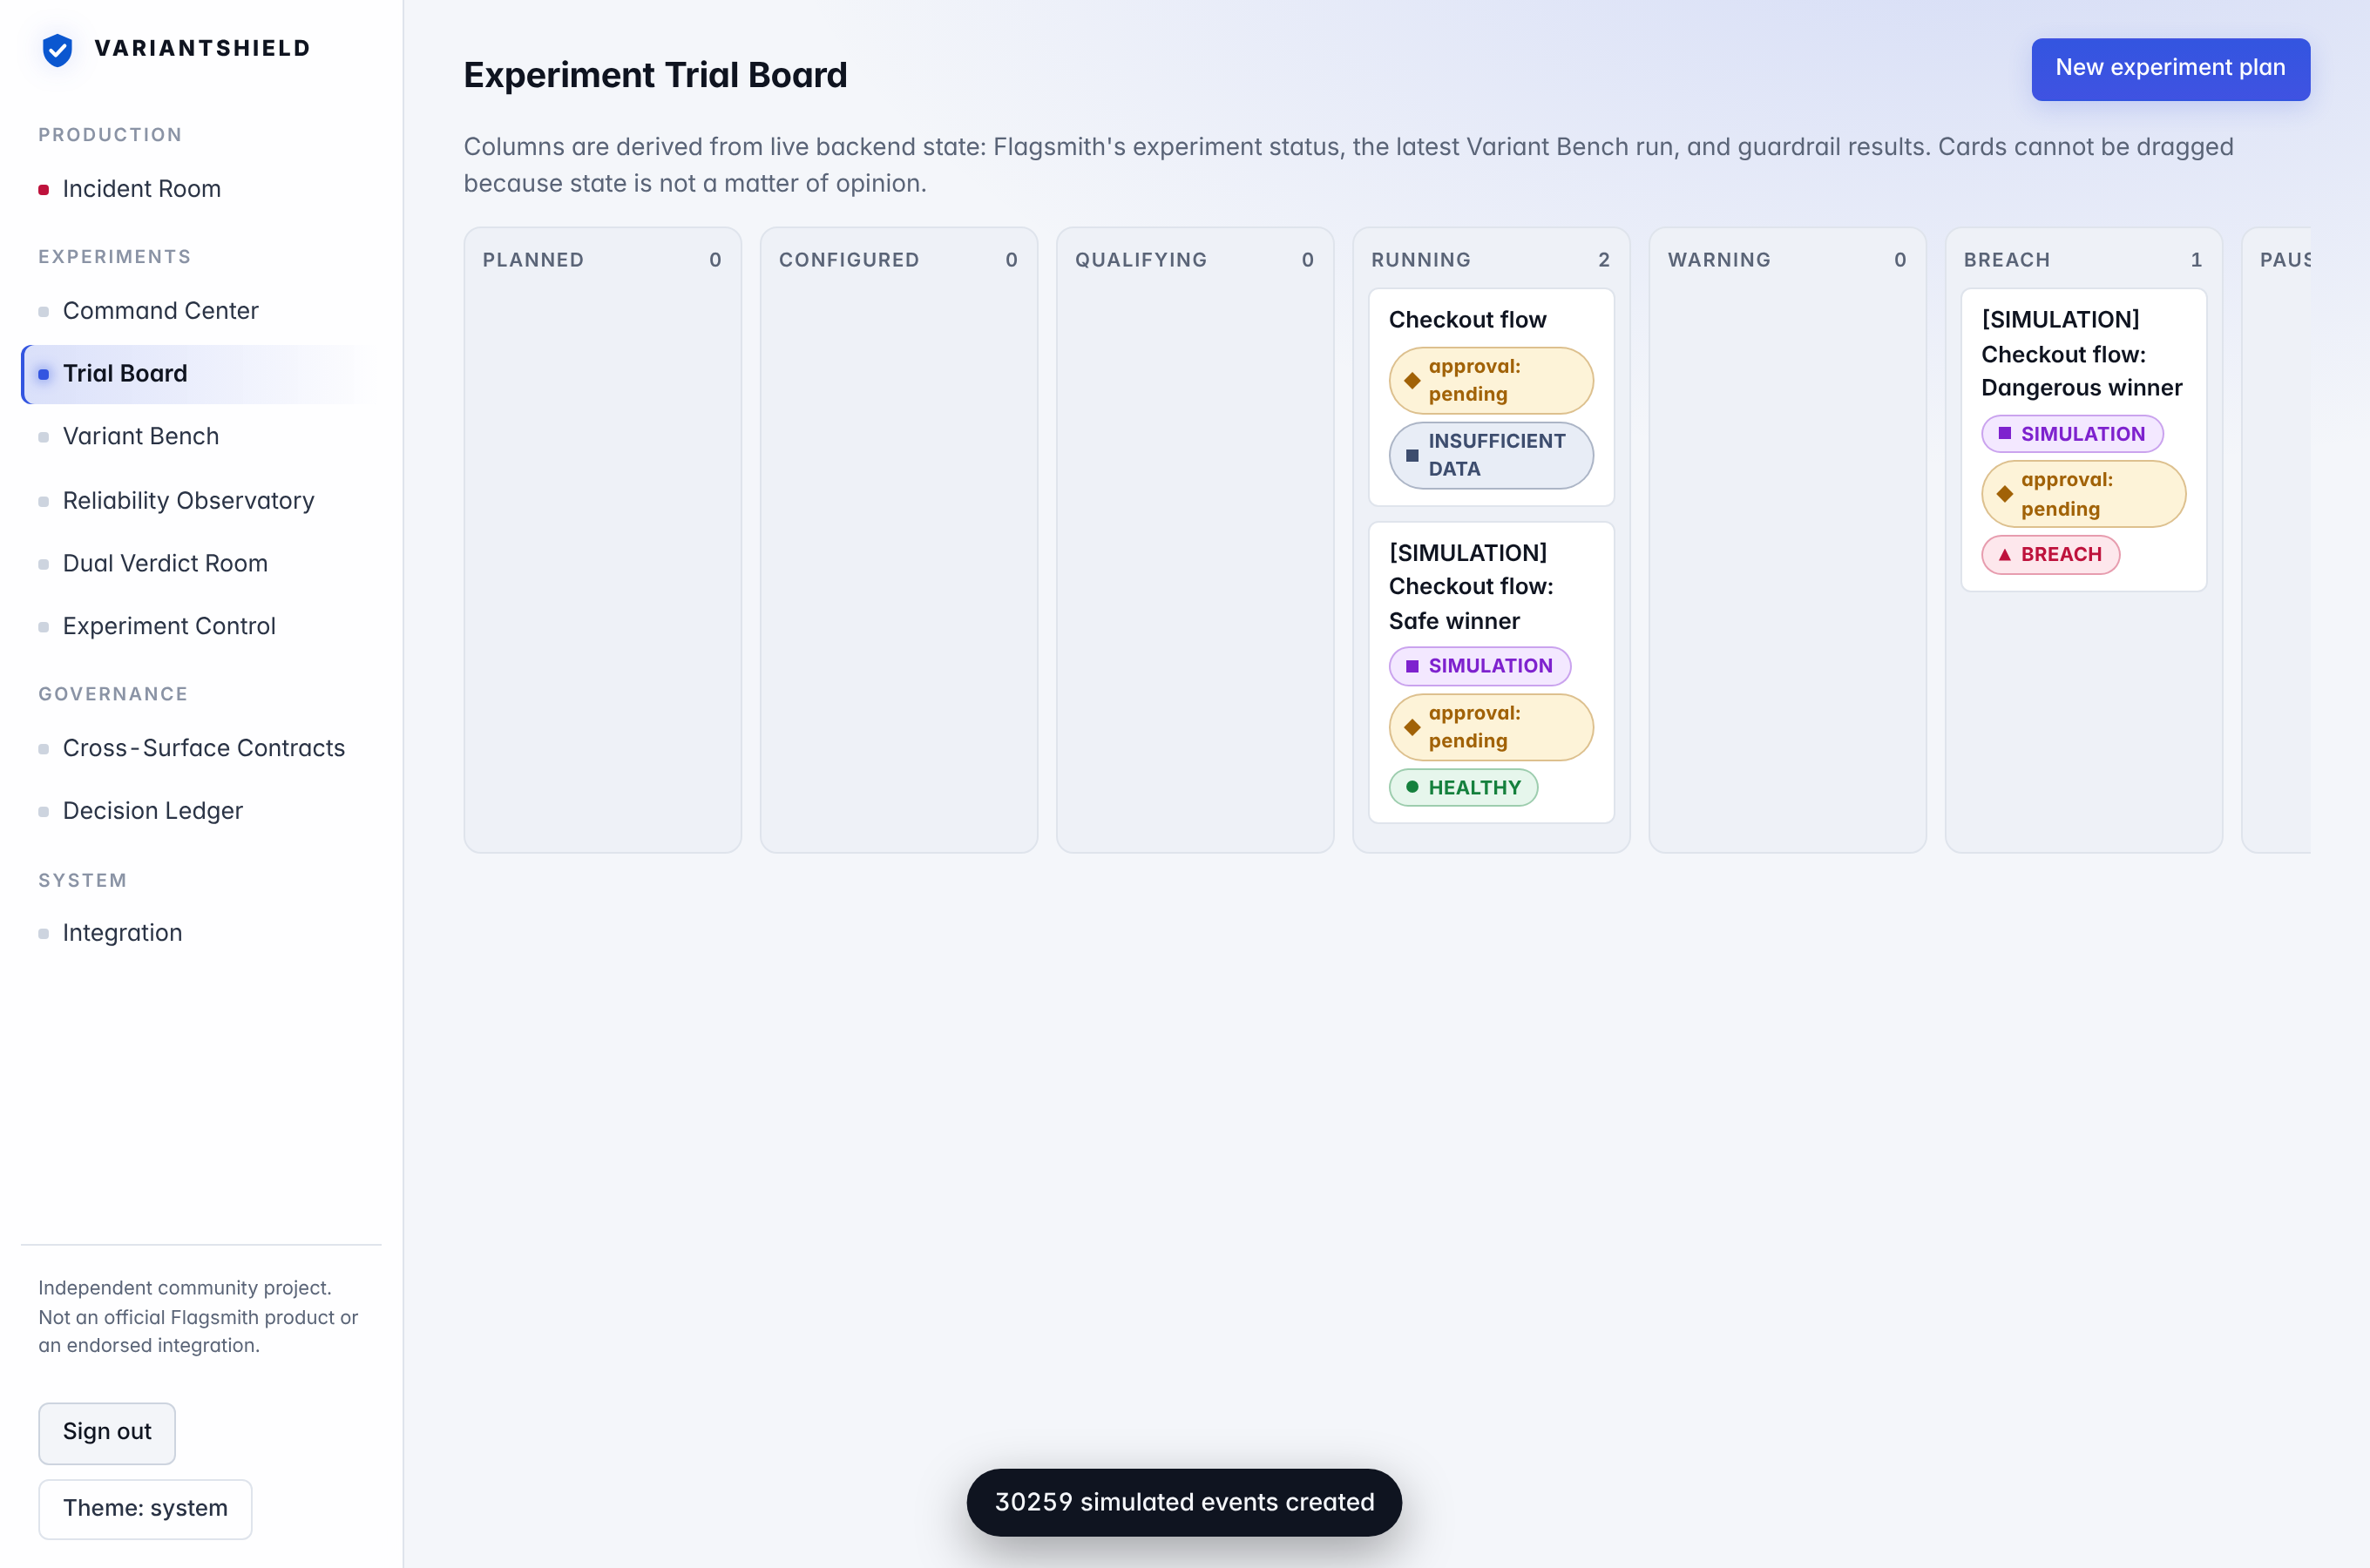 VARIANTSHIELD
PRODUCTION
Incident Room
EXPERIMENTS
Command Center
Trial Board
Variant Bench
Reliability Observatory
Dual Verdict Room
Experiment Control
GOVERNANCE
Cross-Surface Contracts
Decision Ledger
SYSTEM
Integration
Independent community project.
Not an official Flagsmith product or
an endorsed integration.
Sign out
Theme: system
Experiment Trial Board
New experiment plan
Columns are derived from live backend state: Flagsmith's experiment status, the latest Variant Bench run, and guardrail results. Cards cannot be dragged
because state is not a matter of opinion.
PLANNED 0
CONFIGURED 0
QUALIFYING 0
RUNNING 2
Checkout flow
approval:
pending
INSUFFICIENT
DATA
[SIMULATION]
Checkout flow:
Safe winner
SIMULATION
approval:
pending
HEALTHY
WARNING 0
BREACH 1
[SIMULATION]
Checkout flow:
Dangerous winner
SIMULATION
approval:
pending
BREACH
PAUS
30259 simulated events created